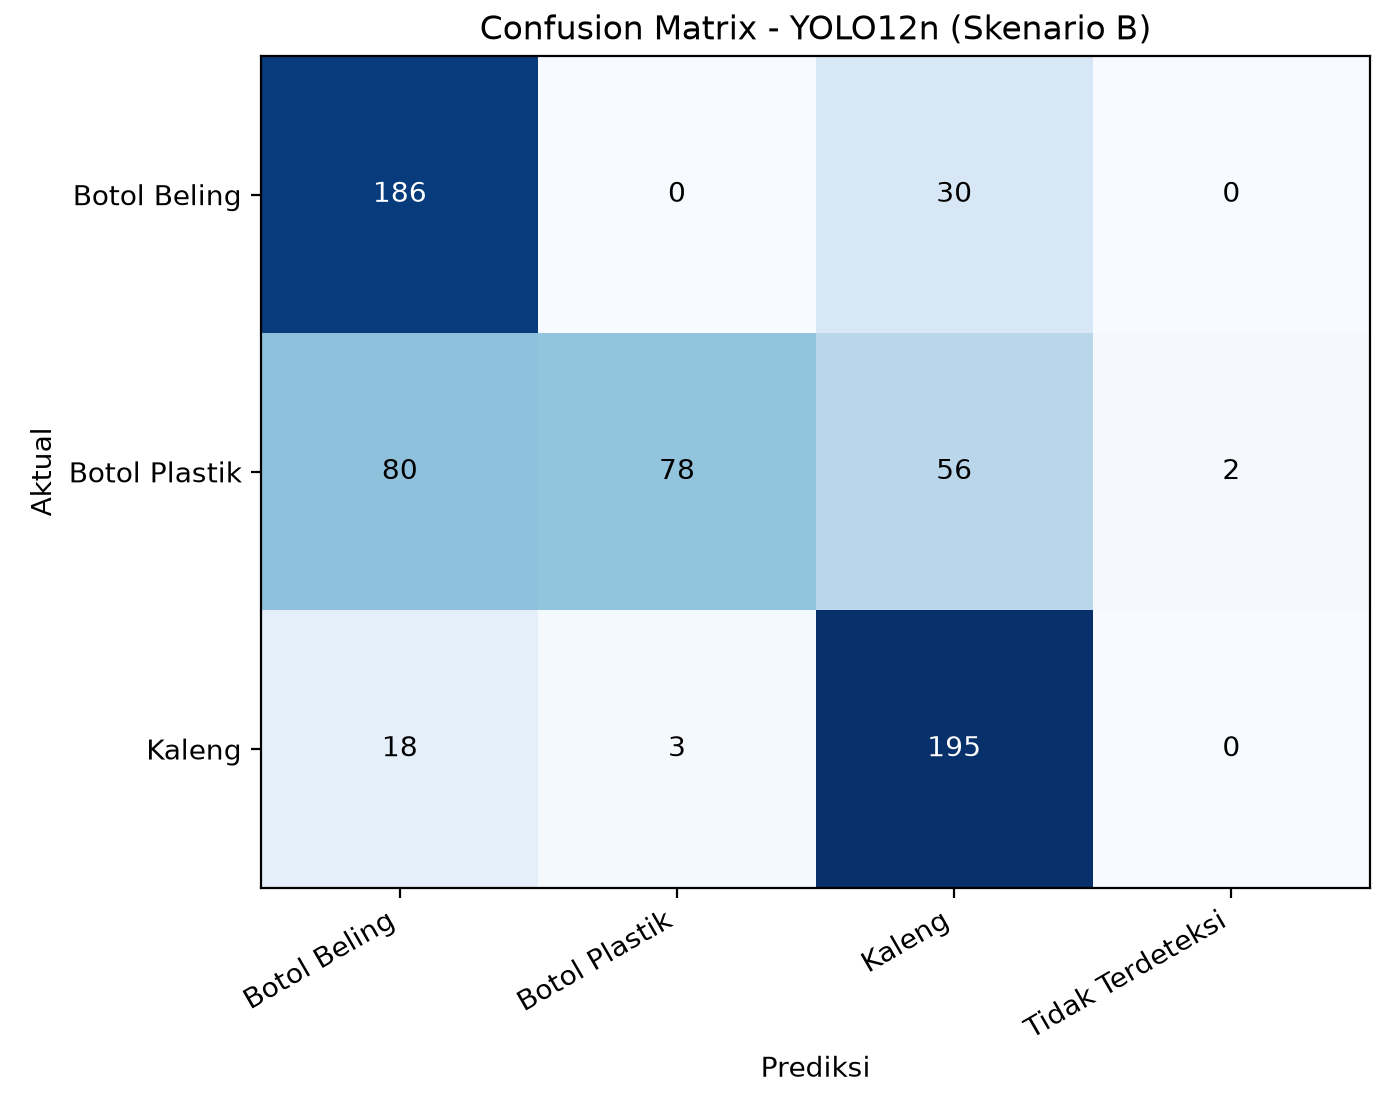 Confusion Matrix - YOLO12n (Skenario B)
Aktual
Botol Beling 186 0 30 0
Botol Plastik 80 78 56 2
Kaleng 18 3 195 0
Botol Beling Botol Plastik Kaleng Tidak Terdeteksi
Prediksi